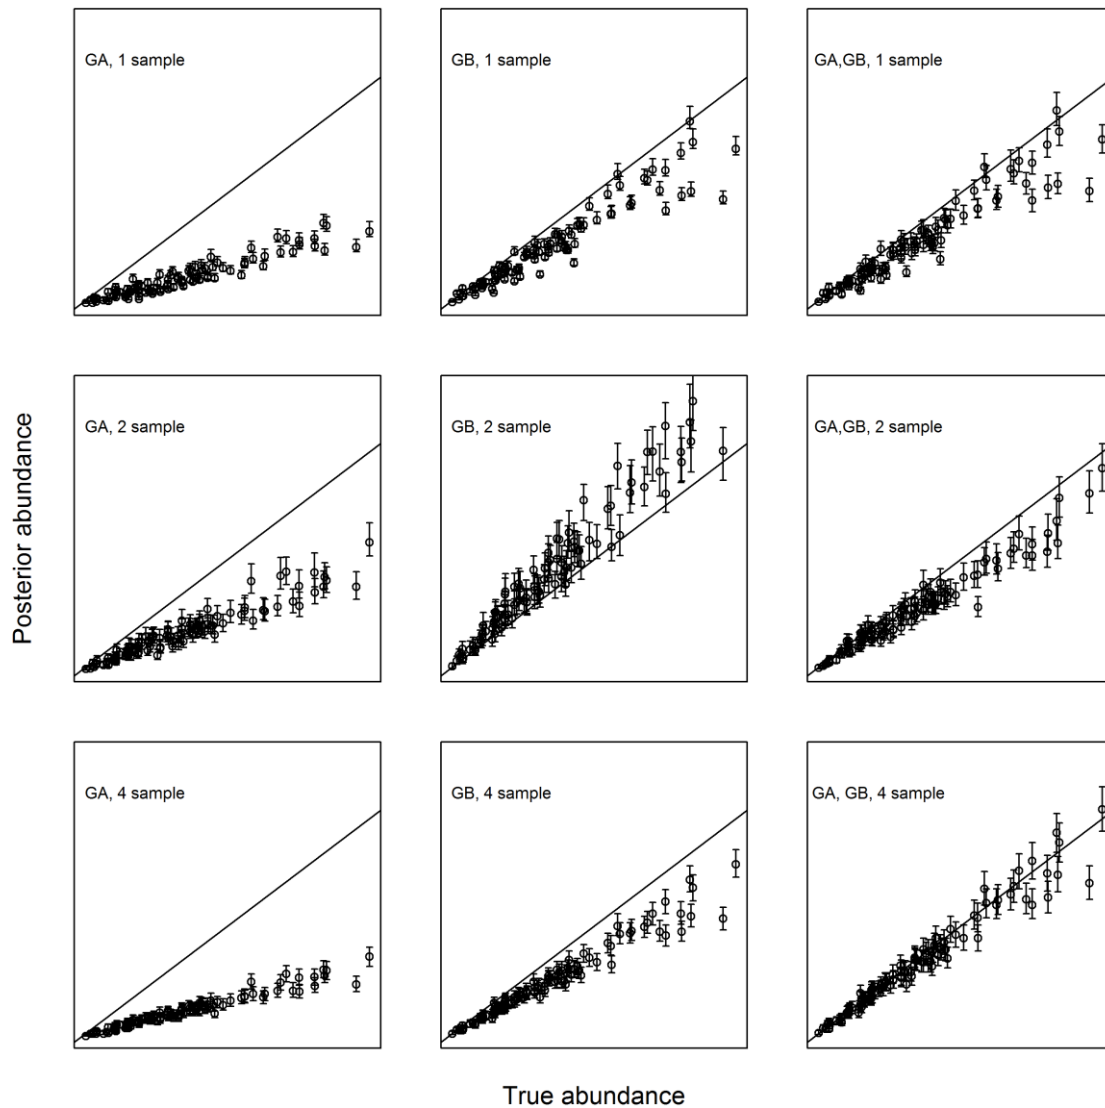 GA, 1 sample
GB, 1 sample
GA,GB, 1 sample
GA, 2 sample
GB, 2 sample
GA,GB, 2 sample
Posterior abundance
GA, 4 sample
GB, 4 sample
GA, GB, 4 sample
True abundance